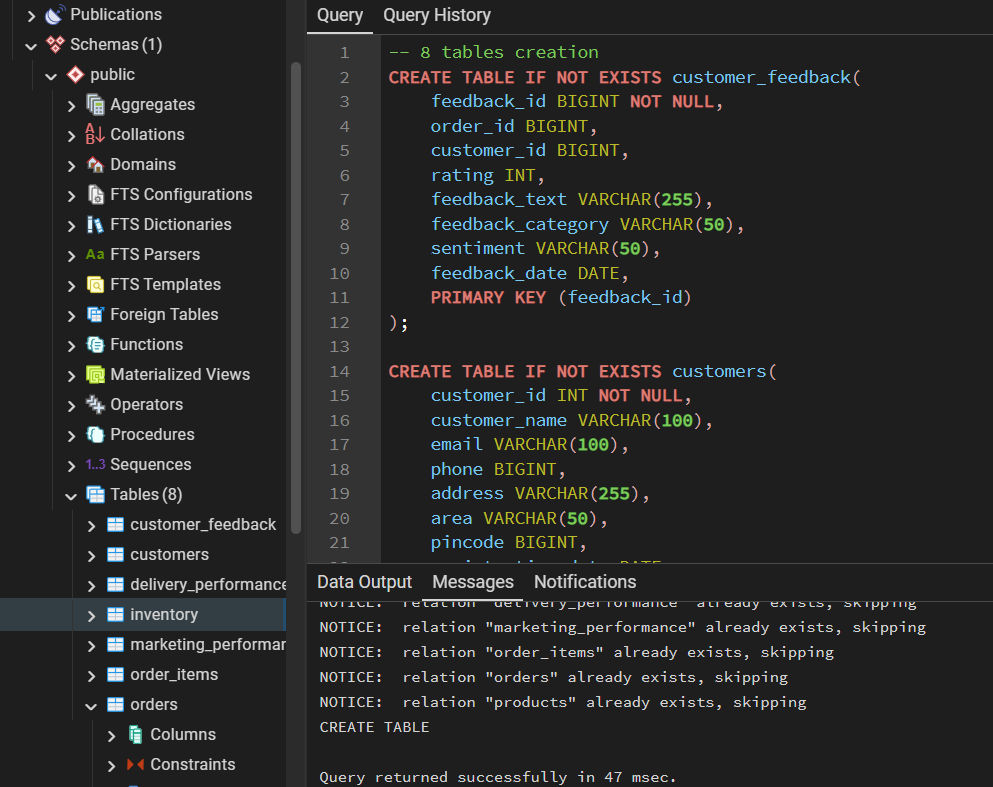 Publications
Schemas (1)
public
Aggregates
Collations
Domains
FTS Configurations
FTS Dictionaries
Aa FTS Parsers
FTS Templates
Foreign Tables
Functions
Materialized Views
Operators
Procedures
1..3 Sequences
Tables (8)
customer_feedback
customers
delivery_performance
inventory
marketing_performar
order_items
orders
Columns
Constraints
Query Query History
1 -- 8 tables creation
2 CREATE TABLE IF NOT EXISTS customer_feedback(
3 feedback_id BIGINT NOT NULL,
4 order_id BIGINT,
5 customer_id BIGINT,
6 rating INT,
7 feedback_text VARCHAR(255),
8 feedback_category VARCHAR(50),
9 sentiment VARCHAR(50),
10 feedback_date DATE,
11 PRIMARY KEY (feedback_id)
12 );
13
14 CREATE TABLE IF NOT EXISTS customers(
15 customer_id INT NOT NULL,
16 customer_name VARCHAR(100),
17 email VARCHAR(100),
18 phone BIGINT,
19 address VARCHAR(255),
20 area VARCHAR(50),
21 pincode BIGINT,
Data Output Messages Notifications
NOTICE: relation "delivery_performance" already exists, skipping
NOTICE: relation "marketing_performance" already exists, skipping
NOTICE: relation "order_items" already exists, skipping
NOTICE: relation "orders" already exists, skipping
NOTICE: relation "products" already exists, skipping
CREATE TABLE
Query returned successfully in 47 msec.